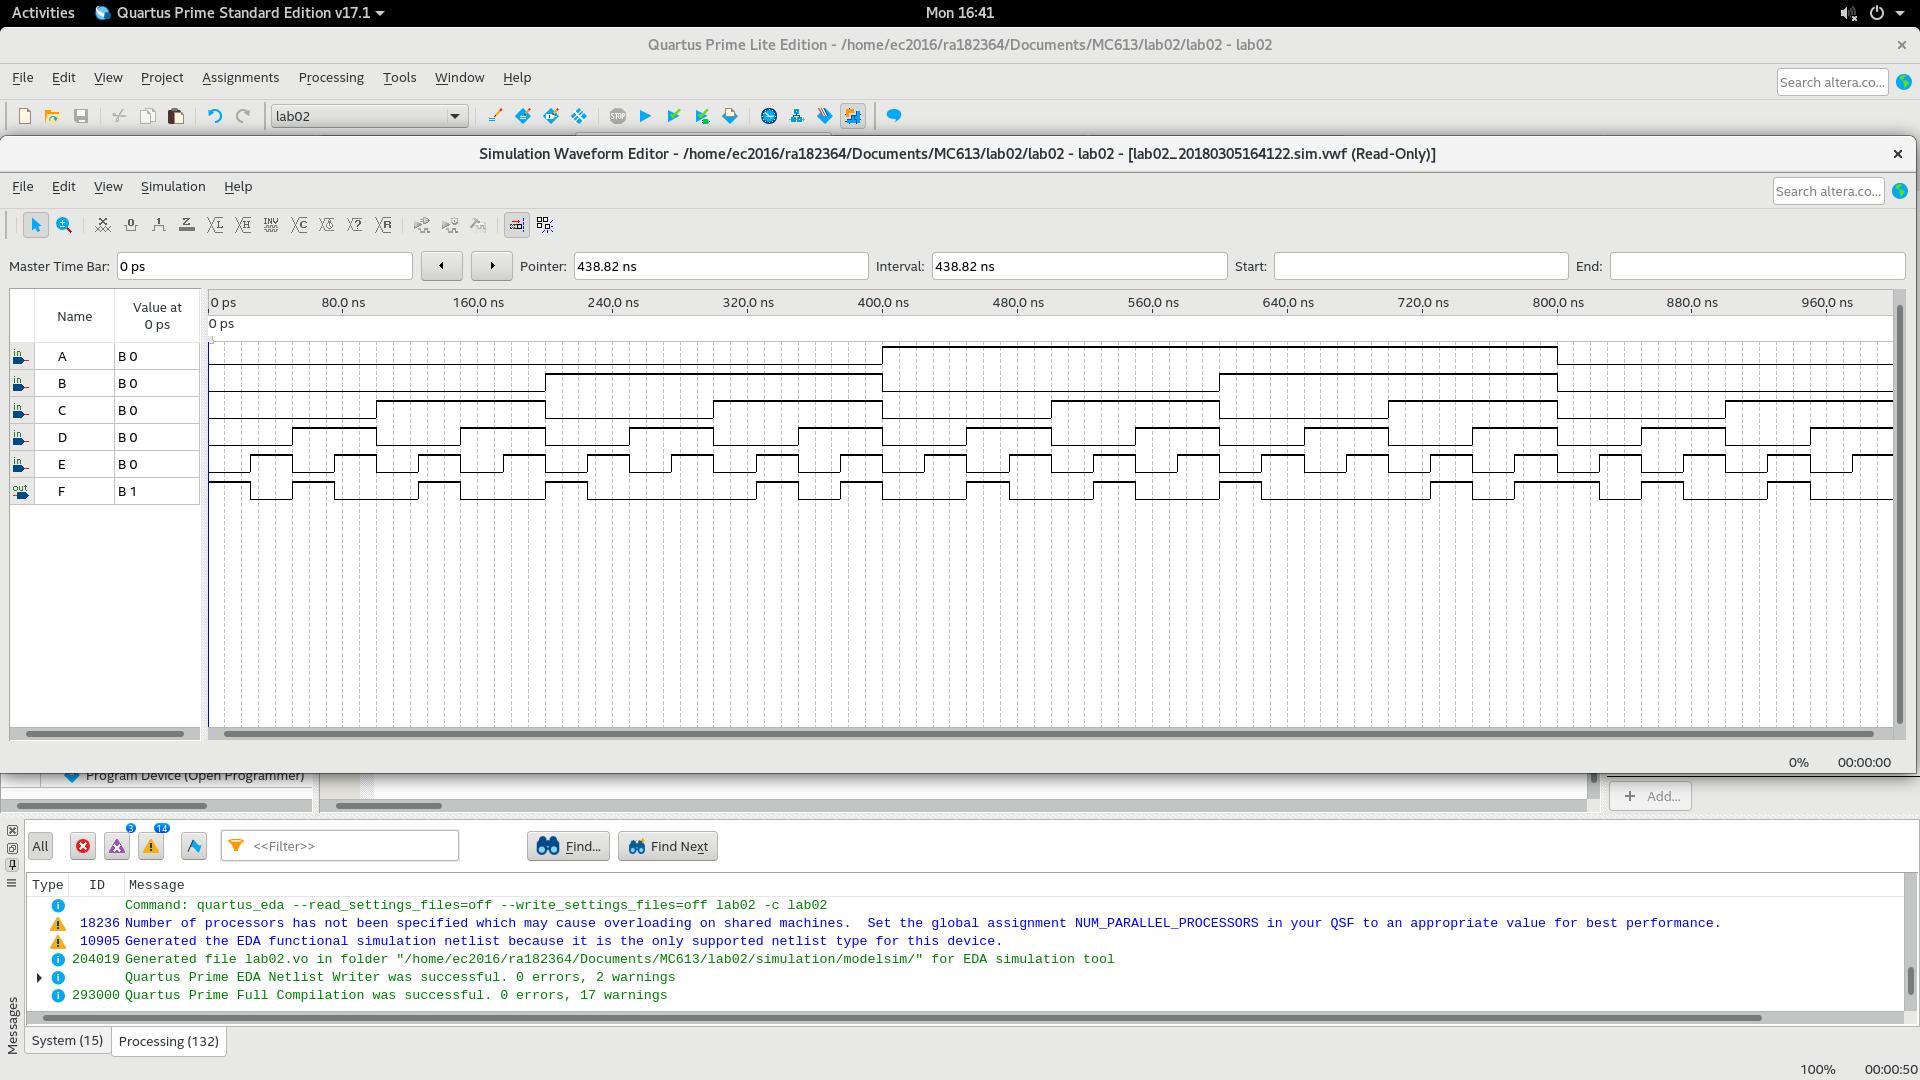 Activities Quartus Prime Standard Edition v17.1 Mon 16:41
Quartus Prime Lite Edition - /home/ec2016/ra182364/Documents/MC613/lab02/lab02 - lab02
File Edit View Project Assignments Processing Tools Window Help
Search altera.co...
lab02
STOP
Simulation Waveform Editor - /home/ec2016/ra182364/Documents/MC613/lab02/lab02 - lab02 - [lab02_20180305164122.sim.vwf (Read-Only)]
File Edit View Simulation Help
Search altera.co...
Master Time Bar: 0 ps Pointer: 438.82 ns Interval: 438.82 ns Start: End:
Name Value at 0 ps
0 ps 80.0 ns 160.0 ns 240.0 ns 320.0 ns 400.0 ns 480.0 ns 560.0 ns 640.0 ns 720.0 ns 800.0 ns 880.0 ns 960.0 ns
0 ps
in A B 0
in B B 0
in C B 0
in D B 0
in E B 0
out F B 1
0% 00:00:00
Program Device (Open Programmer)
Add...
All 3 14 <<Filter>> Find... Find Next
Type ID Message
Command: quartus_eda --read_settings_files=off --write_settings_files=off lab02 -c lab02
18236 Number of processors has not been specified which may cause overloading on shared machines.  Set the global assignment NUM_PARALLEL_PROCESSORS in your QSF to an appropriate value for best performance.
10905 Generated the EDA functional simulation netlist because it is the only supported netlist type for this device.
204019 Generated file lab02.vo in folder "/home/ec2016/ra182364/Documents/MC613/lab02/simulation/modelsim/" for EDA simulation tool
Quartus Prime EDA Netlist Writer was successful. 0 errors, 2 warnings
293000 Quartus Prime Full Compilation was successful. 0 errors, 17 warnings
Messages
System (15) Processing (132)
100% 00:00:50